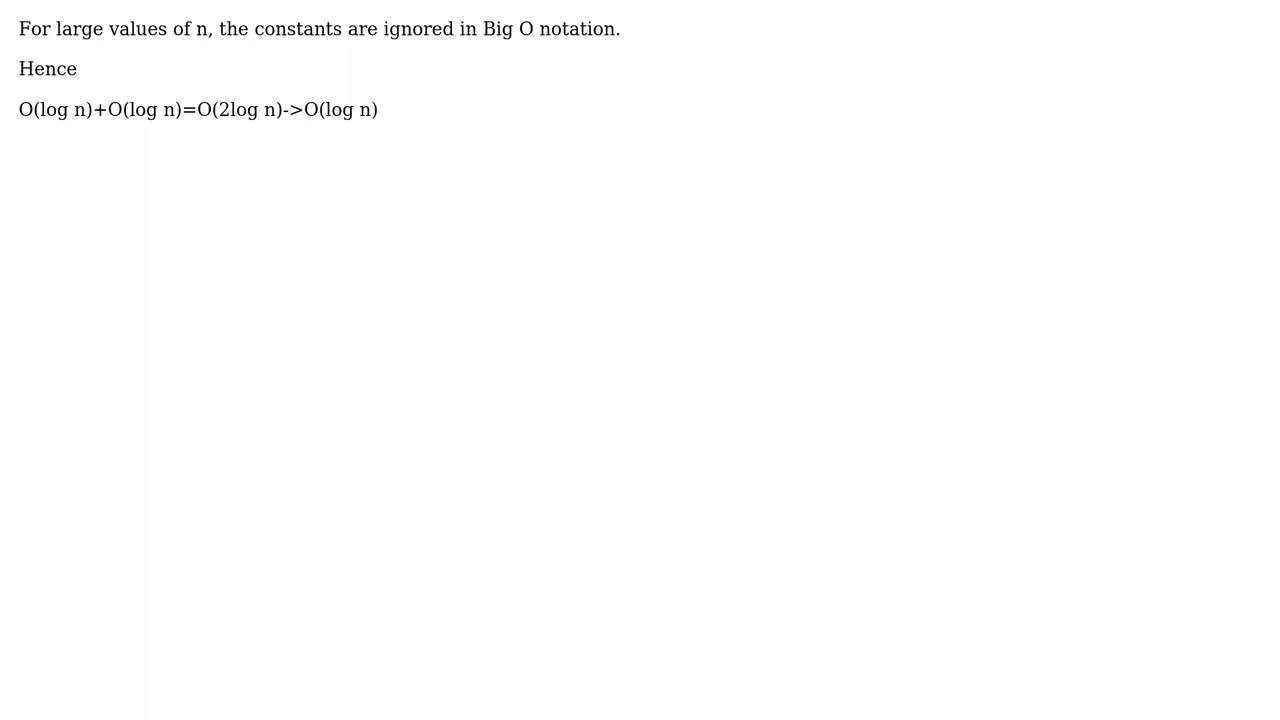 For large values of n, the constants are ignored in Big O notation.
Hence
O(log n)+O(log n)=O(2log n)->O(log n)